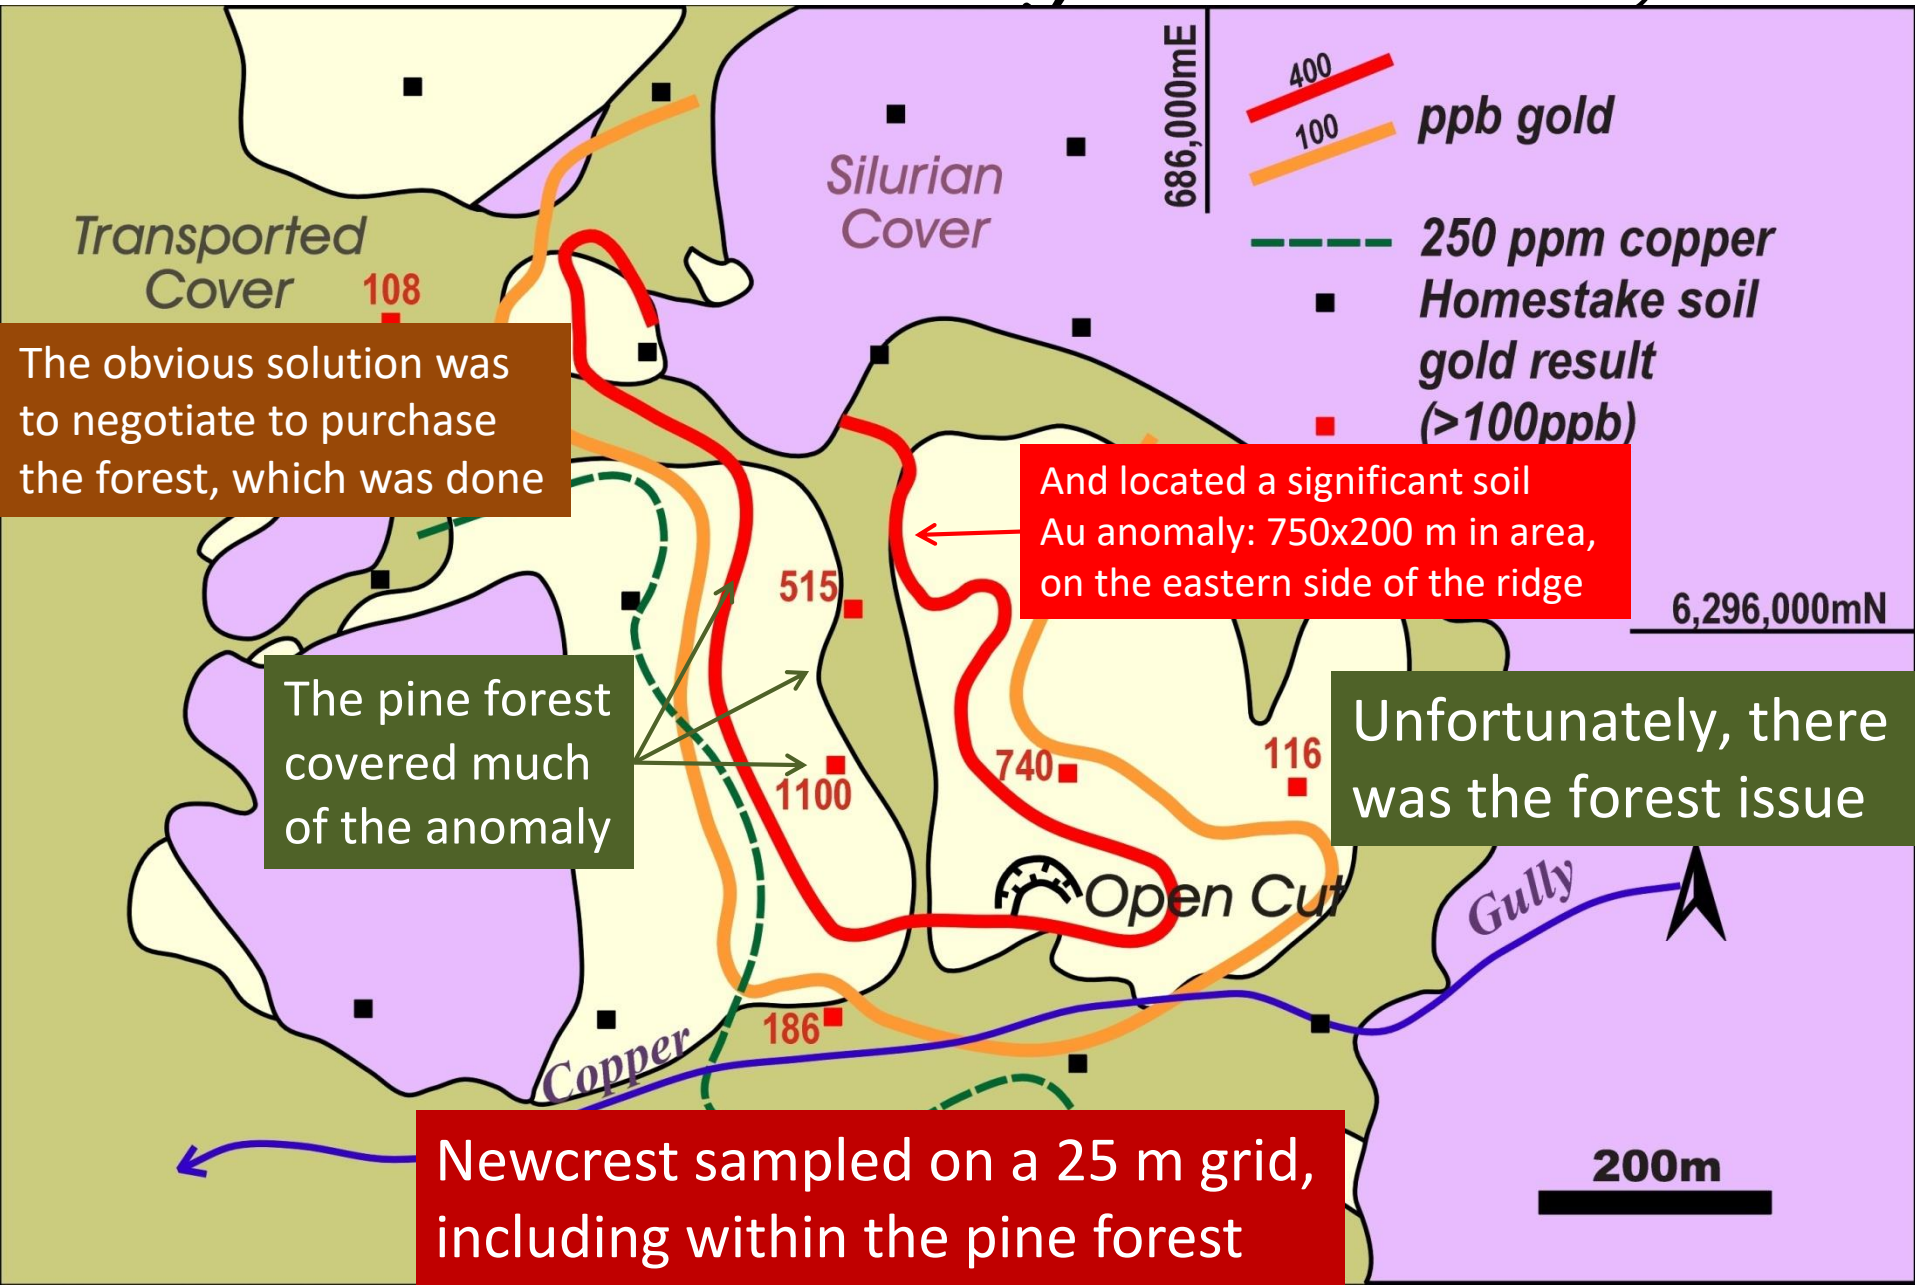 686,000mE
400
100
ppb gold
250 ppm copper
Homestake soil
gold result
(>100ppb)
Silurian
Cover
Transported
Cover
108
The obvious solution was
to negotiate to purchase
the forest, which was done
And located a significant soil
Au anomaly: 750x200 m in area,
on the eastern side of the ridge
515
6,296,000mN
The pine forest
covered much
of the anomaly
Unfortunately, there
was the forest issue
1100
740
116
Open Cut
Gully
186
Copper
Newcrest sampled on a 25 m grid,
including within the pine forest
200m